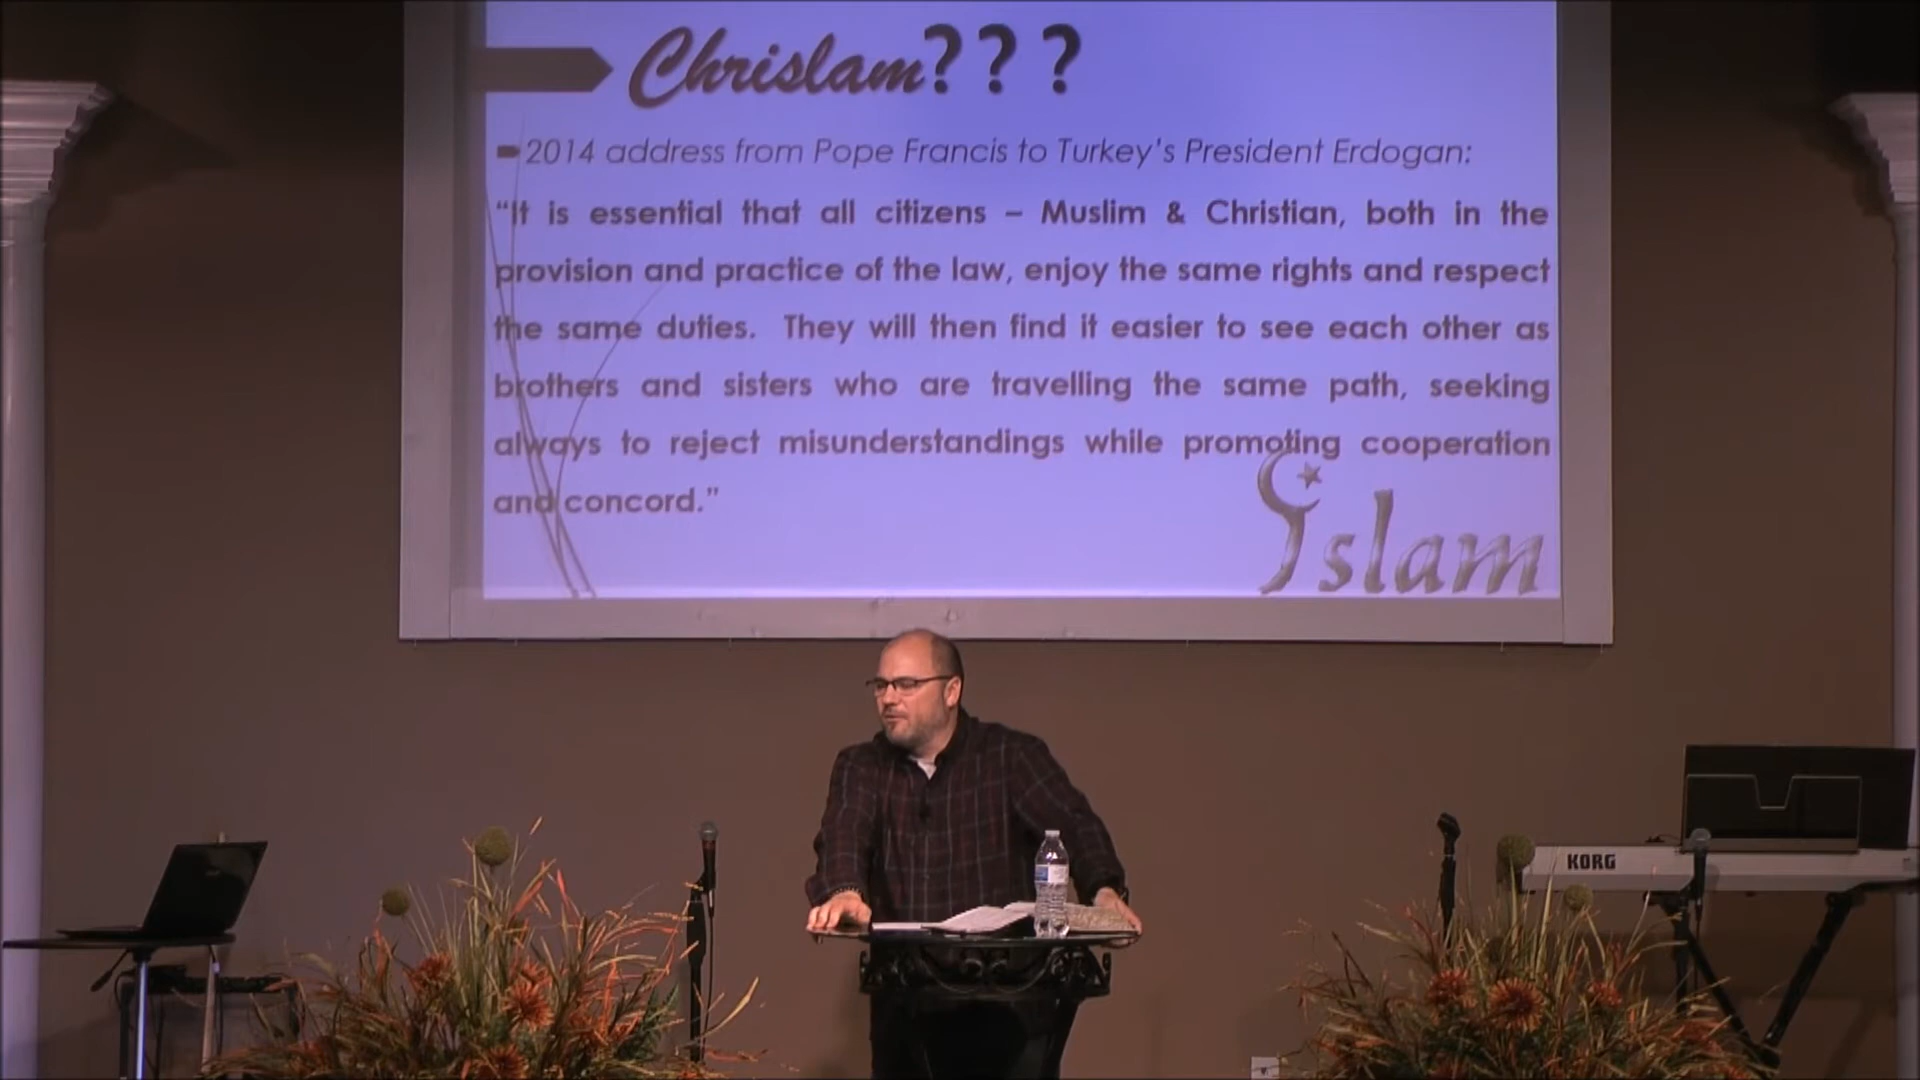 Chrislam???
2014 address from Pope Francis to Turkey's President Erdogan:
“It is essential that all citizens – Muslim & Christian, both in the
provision and practice of the law, enjoy the same rights and respect
the same duties. They will then find it easier to see each other as
brothers and sisters who are travelling the same path, seeking
always to reject misunderstandings while promoting cooperation
and concord.”
Islam
KORG